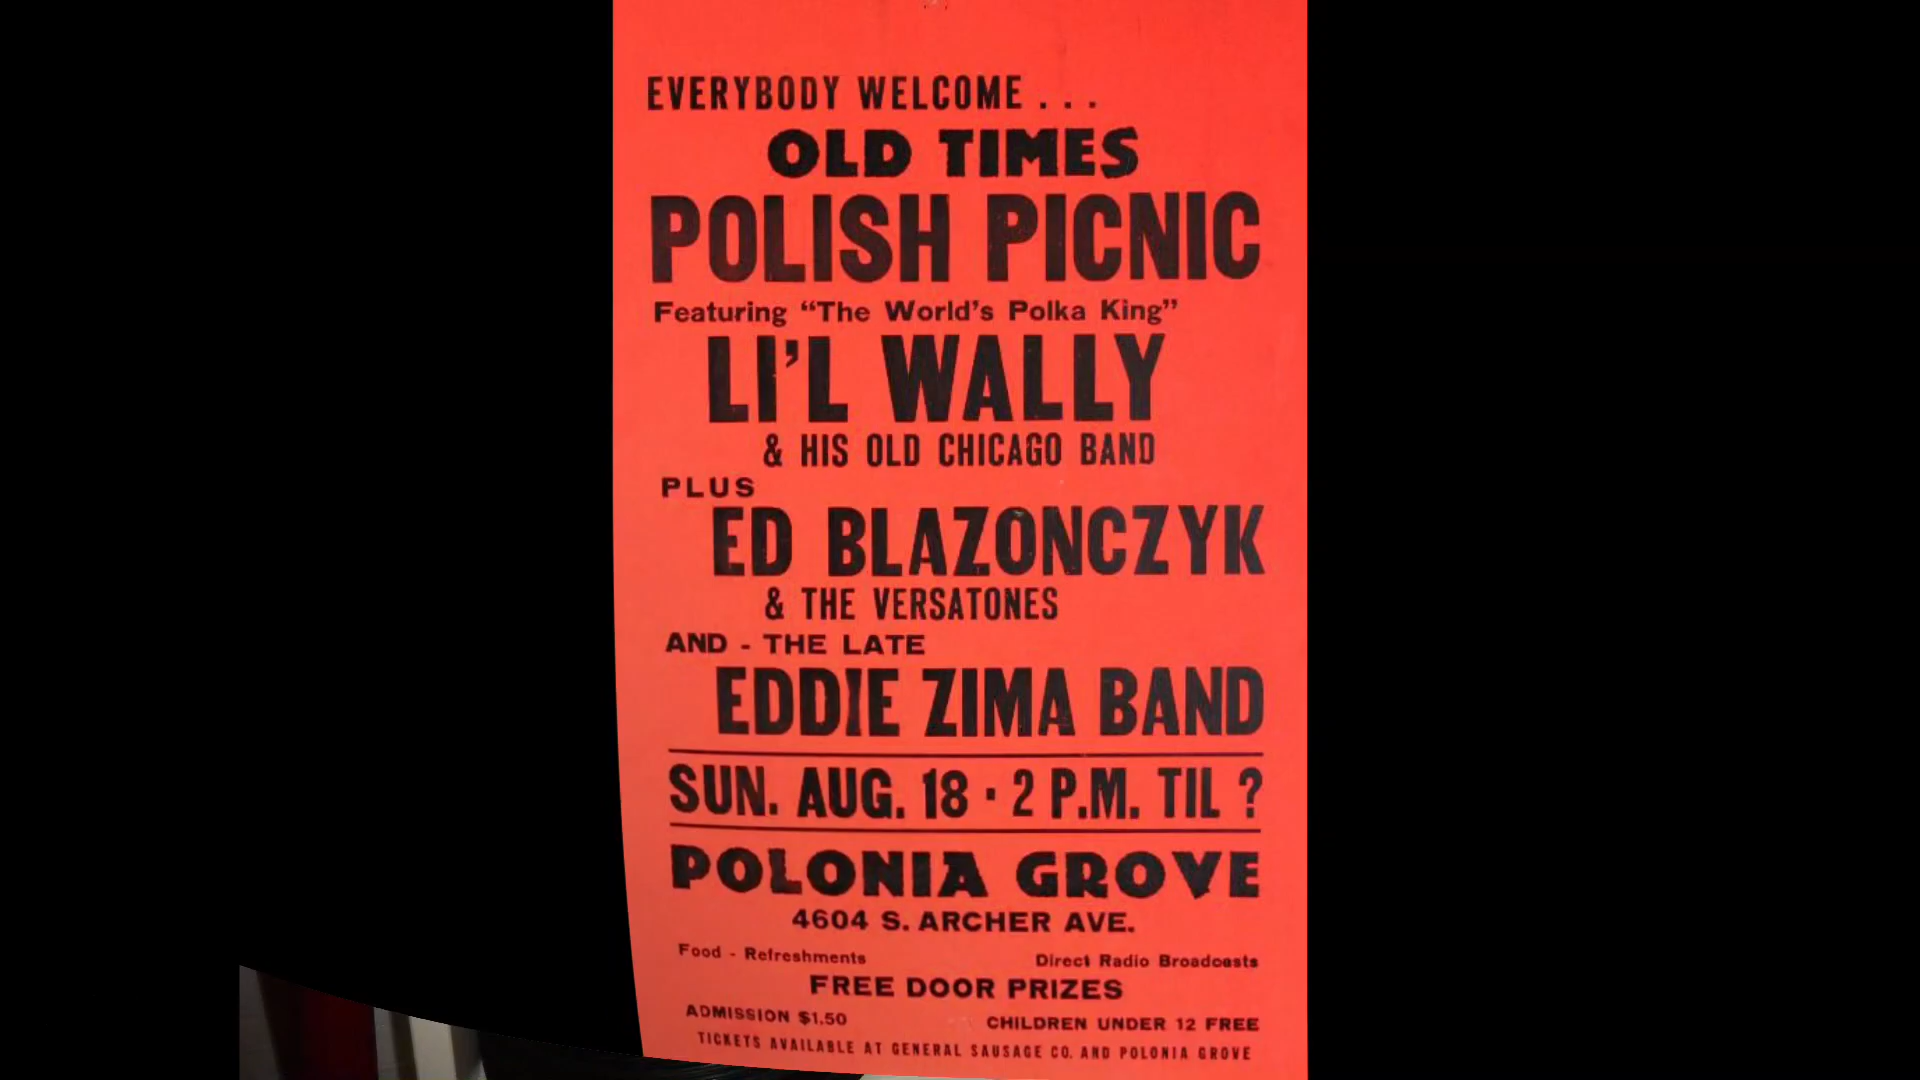 EVERYBODY WELCOME . . .
OLD TIMES
POLISH PICNIC
Featuring “The World’s Polka King”
LI’L WALLY
& HIS OLD CHICAGO BAND
PLUS
ED BLAZONCZYK
& THE VERSATONES
AND - THE LATE
EDDIE ZIMA BAND
SUN. AUG. 18 · 2 P.M. TIL ?
POLONIA GROVE
4604 S. ARCHER AVE.
Food - Refreshments Direct Radio Broadcasts
FREE DOOR PRIZES
ADMISSION $1.50 CHILDREN UNDER 12 FREE
TICKETS AVAILABLE AT GENERAL SAUSAGE CO. AND POLONIA GROVE